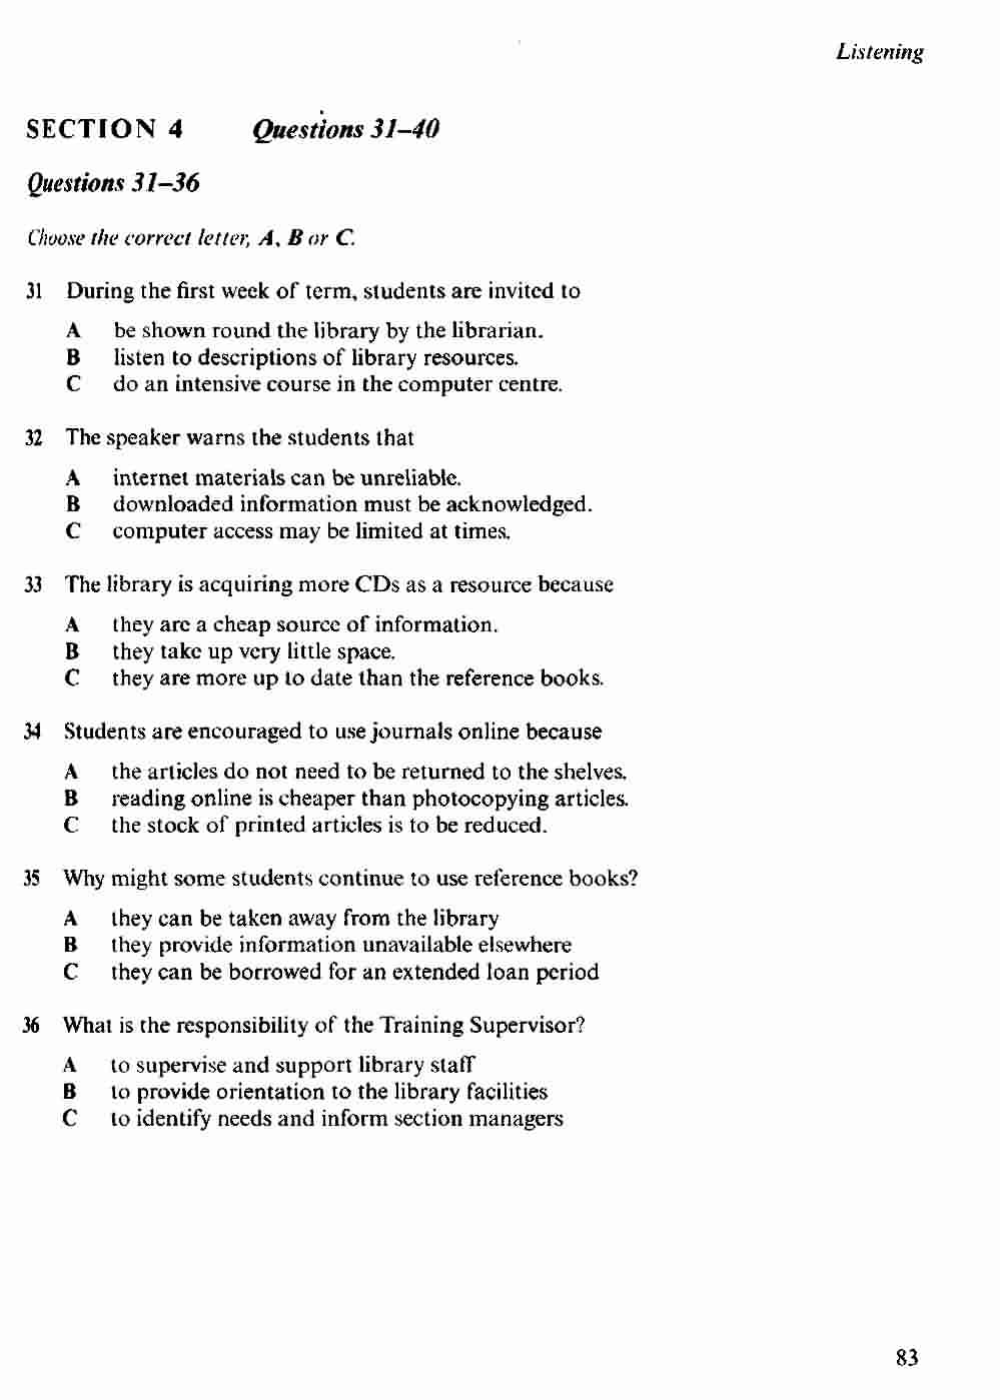 Listening
SECTION 4 Questions 31–40
Questions 31–36
Choose the correct letter, A, B or C.
31 During the first week of term, students are invited to
A be shown round the library by the librarian.
B listen to descriptions of library resources.
C do an intensive course in the computer centre.
32 The speaker warns the students that
A internet materials can be unreliable.
B downloaded information must be acknowledged.
C computer access may be limited at times.
33 The library is acquiring more CDs as a resource because
A they are a cheap source of information.
B they take up very little space.
C they are more up to date than the reference books.
34 Students are encouraged to use journals online because
A the articles do not need to be returned to the shelves.
B reading online is cheaper than photocopying articles.
C the stock of printed articles is to be reduced.
35 Why might some students continue to use reference books?
A they can be taken away from the library
B they provide information unavailable elsewhere
C they can be borrowed for an extended loan period
36 What is the responsibility of the Training Supervisor?
A to supervise and support library staff
B to provide orientation to the library facilities
C to identify needs and inform section managers
83